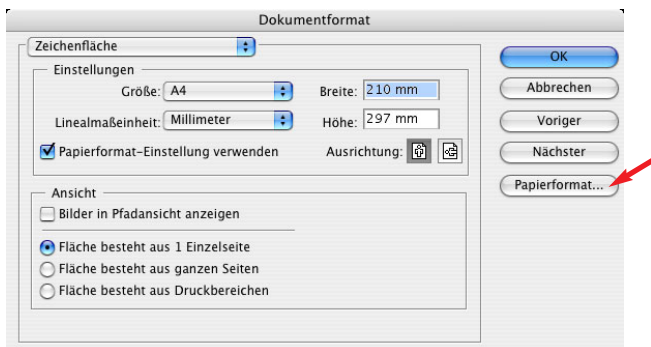 Dokumentformat
Zeichenfläche
Einstellungen
Größe: A4
Breite: 210 mm
Linealmaßeinheit: Millimeter
Höhe: 297 mm
Papierformat-Einstellung verwenden
Ausrichtung:
Ansicht
Bilder in Pfadansicht anzeigen
Fläche besteht aus 1 Einzelseite
Fläche besteht aus ganzen Seiten
Fläche besteht aus Druckbereichen
OK
Abbrechen
Voriger
Nächster
Papierformat...